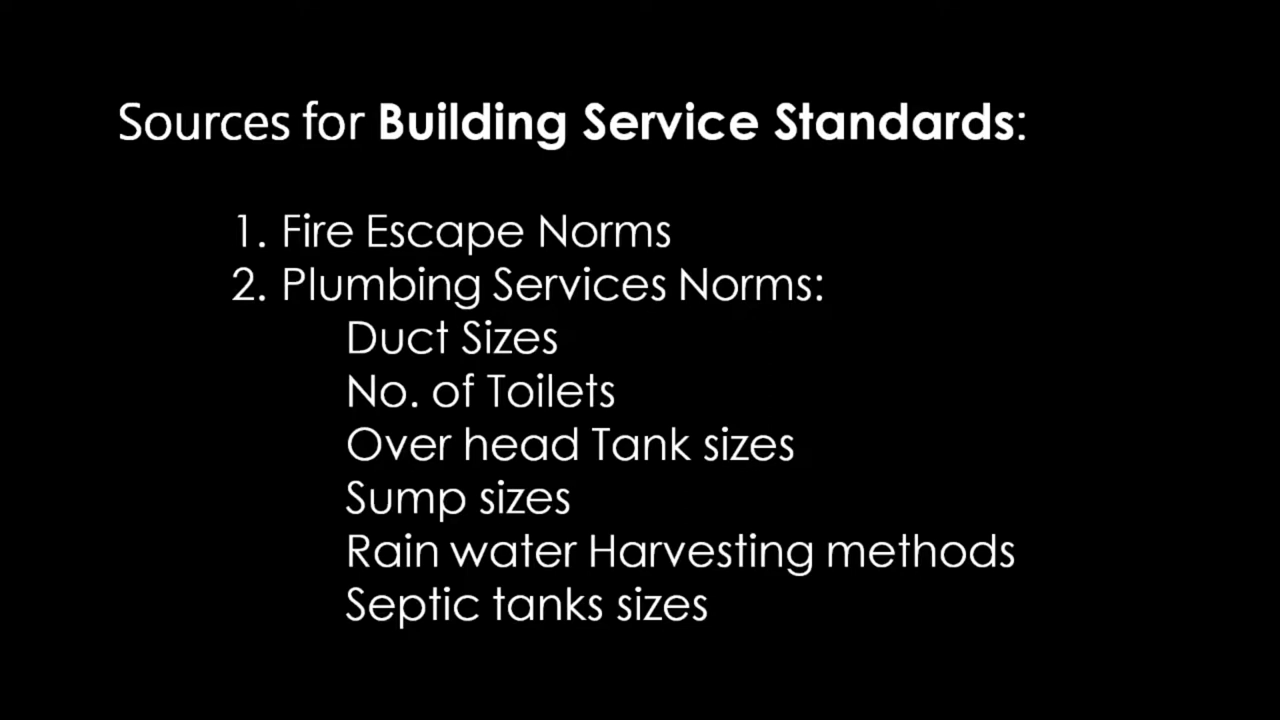 Sources for Building Service Standards:
1. Fire Escape Norms
2. Plumbing Services Norms:
Duct Sizes
No. of Toilets
Over head Tank sizes
Sump sizes
Rain water Harvesting methods
Septic tanks sizes